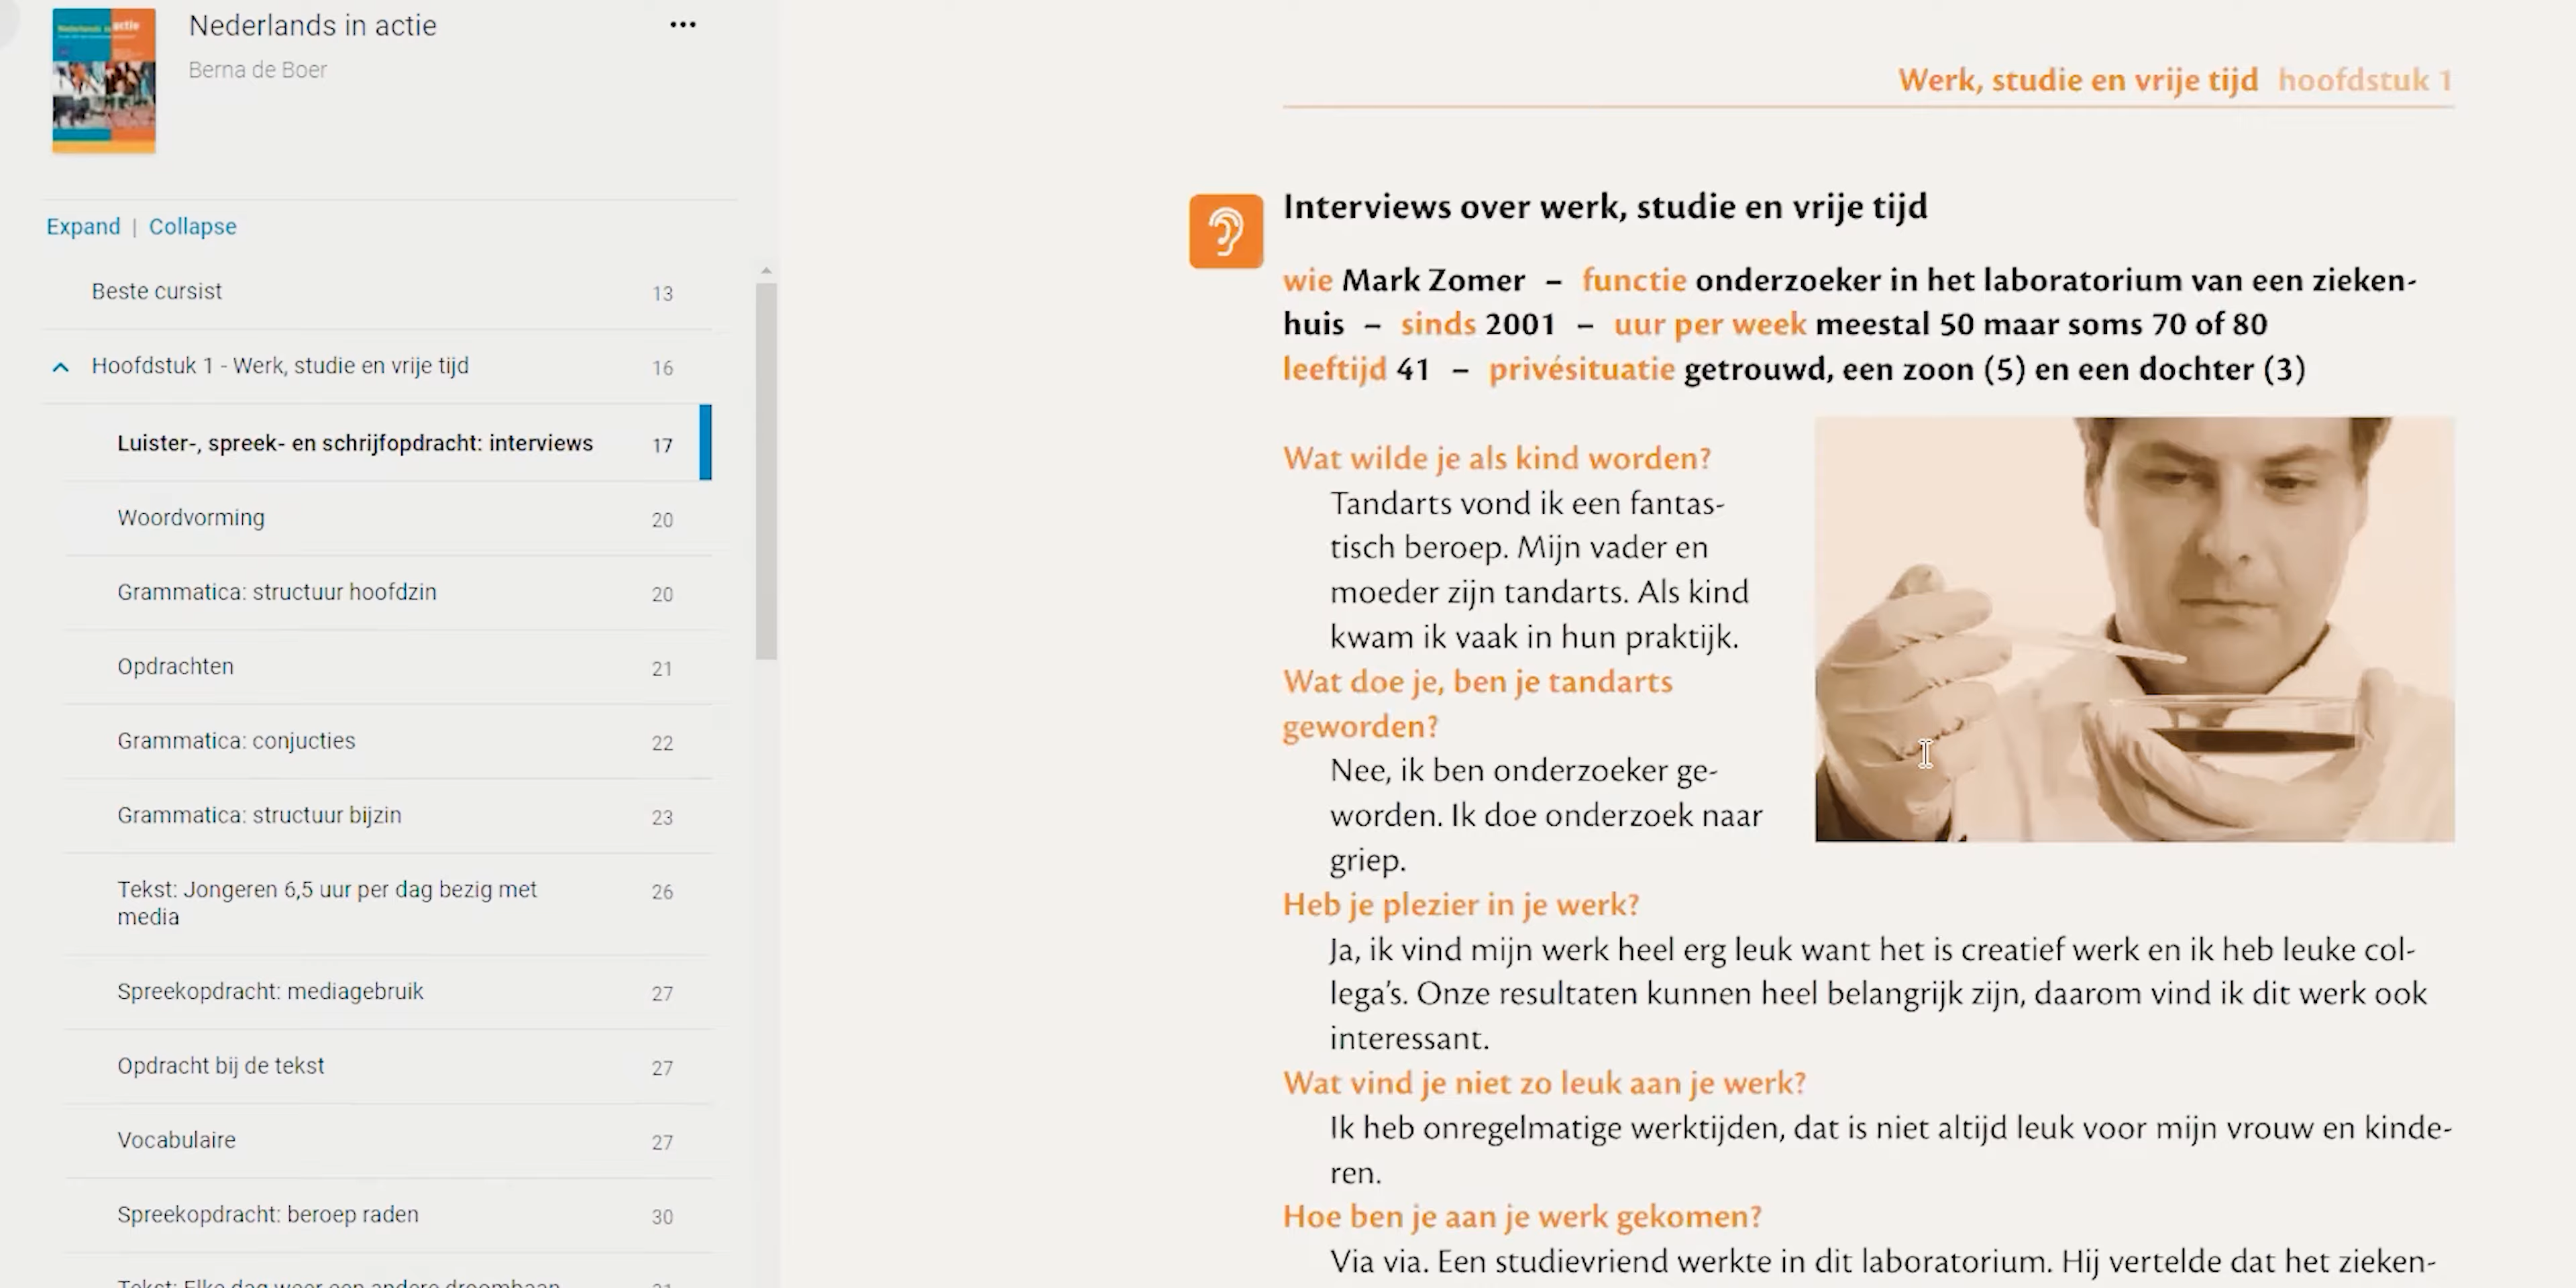 Nederlands in actie
Berna de Boer
Expand | Collapse
Beste cursist 13
Hoofdstuk 1 - Werk, studie en vrije tijd 16
Luister-, spreek- en schrijfopdracht: interviews 17
Woordvorming 20
Grammatica: structuur hoofdzin 20
Opdrachten 21
Grammatica: conjucties 22
Grammatica: structuur bijzin 23
Tekst: Jongeren 6,5 uur per dag bezig met
media 26
Spreekopdracht: mediagebruik 27
Opdracht bij de tekst 27
Vocabulaire 27
Spreekopdracht: beroep raden 30
Tekst: Elke dag weer een andere droombaan 31
Werk, studie en vrije tijd hoofdstuk 1
Interviews over werk, studie en vrije tijd
wie Mark Zomer – functie onderzoeker in het laboratorium van een zieken-
huis – sinds 2001 – uur per week meestal 50 maar soms 70 of 80
leeftijd 41 – privésituatie getrouwd, een zoon (5) en een dochter (3)
Wat wilde je als kind worden?
Tandarts vond ik een fantas-
tisch beroep. Mijn vader en
moeder zijn tandarts. Als kind
kwam ik vaak in hun praktijk.
Wat doe je, ben je tandarts
geworden?
Nee, ik ben onderzoeker ge-
worden. Ik doe onderzoek naar
griep.
Heb je plezier in je werk?
Ja, ik vind mijn werk heel erg leuk want het is creatief werk en ik heb leuke col-
lega's. Onze resultaten kunnen heel belangrijk zijn, daarom vind ik dit werk ook
interessant.
Wat vind je niet zo leuk aan je werk?
Ik heb onregelmatige werktijden, dat is niet altijd leuk voor mijn vrouw en kinde-
ren.
Hoe ben je aan je werk gekomen?
Via via. Een studievriend werkte in dit laboratorium. Hij vertelde dat het zieken-